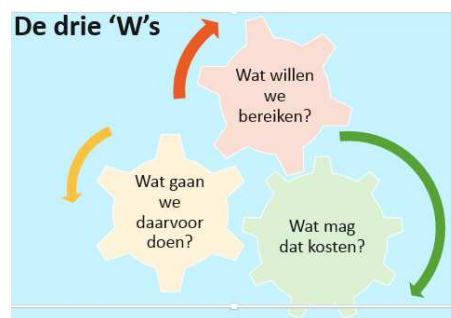 De drie ‘W’s
Wat willen
we
bereiken?
Wat gaan
we
daarvoor
doen?
Wat mag
dat kosten?